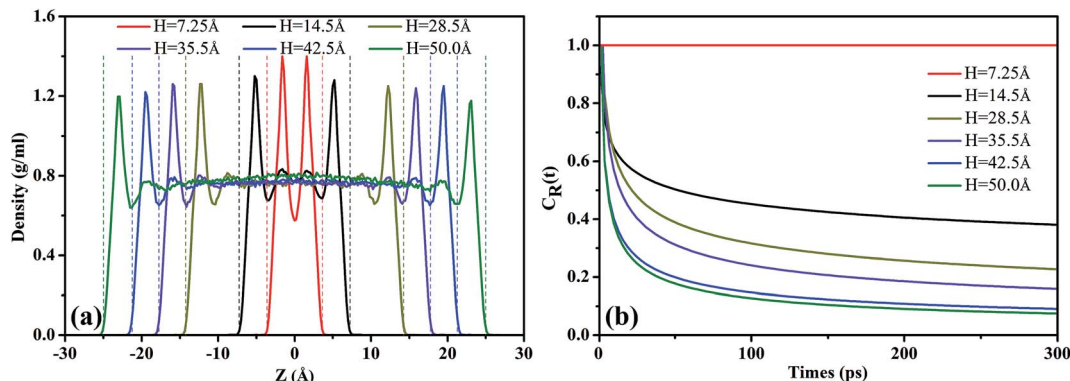 1.6
1.2
0.8
0.4
0.0
Density (g/ml)
H=7.25Å H=14.5Å H=28.5Å
H=35.5Å H=42.5Å H=50.0Å
(a)
-30 -20 -10 0 10 20 30
Z (Å)
1.0
0.8
0.6
0.4
0.2
0.0
C_R(t)
H=7.25Å
H=14.5Å
H=28.5Å
H=35.5Å
H=42.5Å
H=50.0Å
(b)
0 100 200 300
Times (ps)